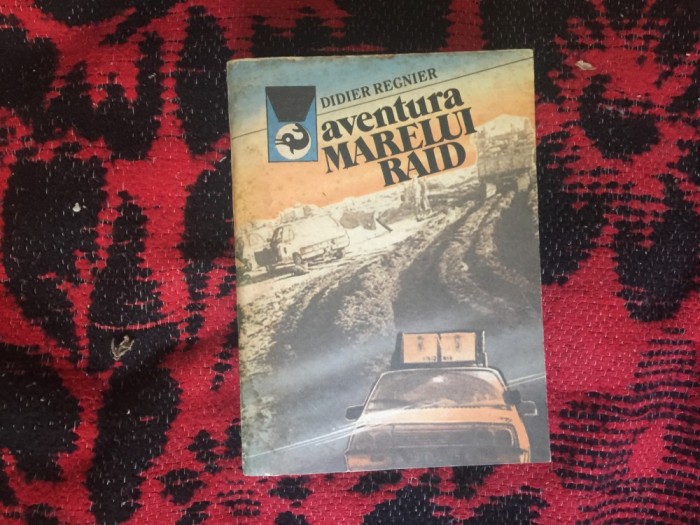 DIDIER REGNIER
aventura
MARELUI
RAID